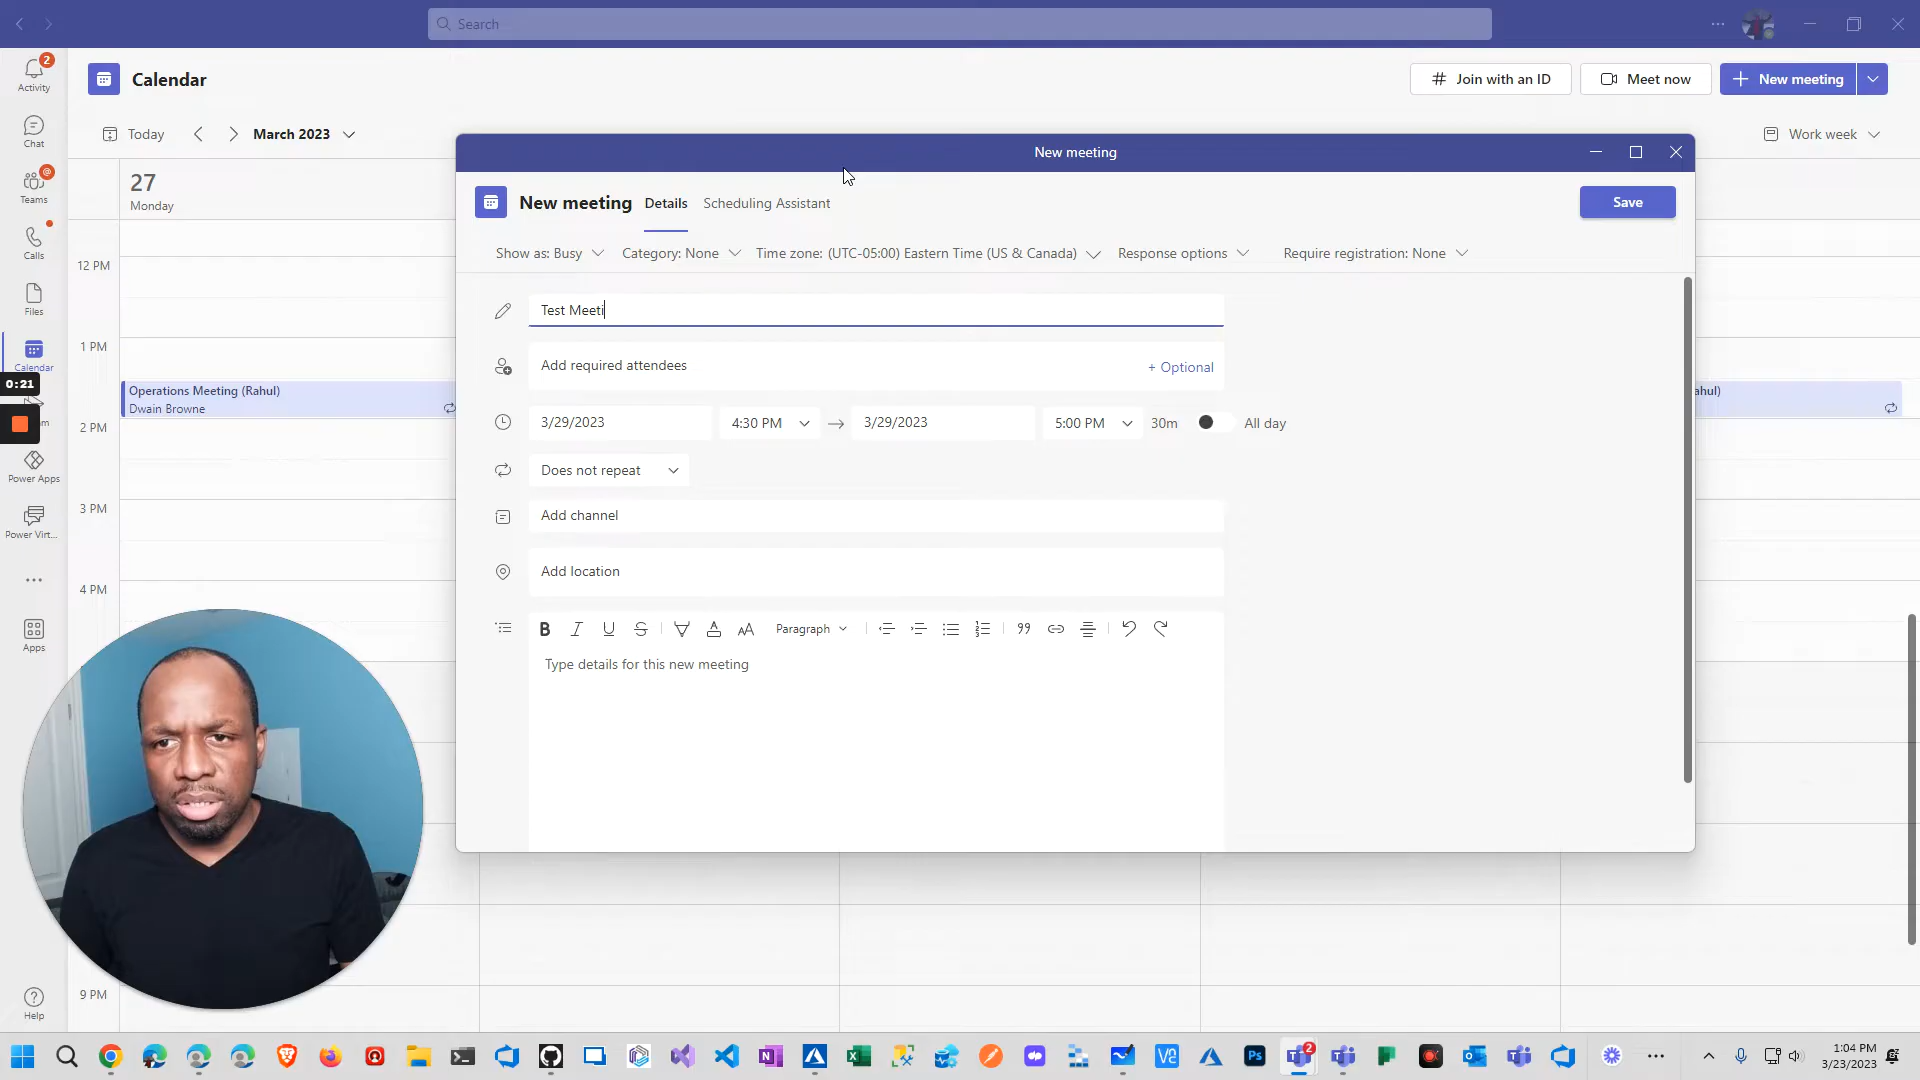 Search
2
Activity
Calendar
Join with an ID
Meet now
New meeting
Today
March 2023
Work week
Chat
@
Teams
Calls
Files
Calendar
0:21
Power Apps
Power Virt...
Apps
Help
27
Monday
12 PM
1 PM
Operations Meeting (Rahul)
Dwain Browne
2 PM
3 PM
4 PM
9 PM
New meeting
New meeting
Details
Scheduling Assistant
Save
Show as: Busy
Category: None
Time zone: (UTC-05:00) Eastern Time (US & Canada)
Response options
Require registration: None
Test Meeti
Add required attendees
+ Optional
3/29/2023
4:30 PM
3/29/2023
5:00 PM
30m
All day
Does not repeat
Add channel
Add location
B I U S
AA
Paragraph
Type details for this new meeting
Ps
2
1:04 PM
3/23/2023